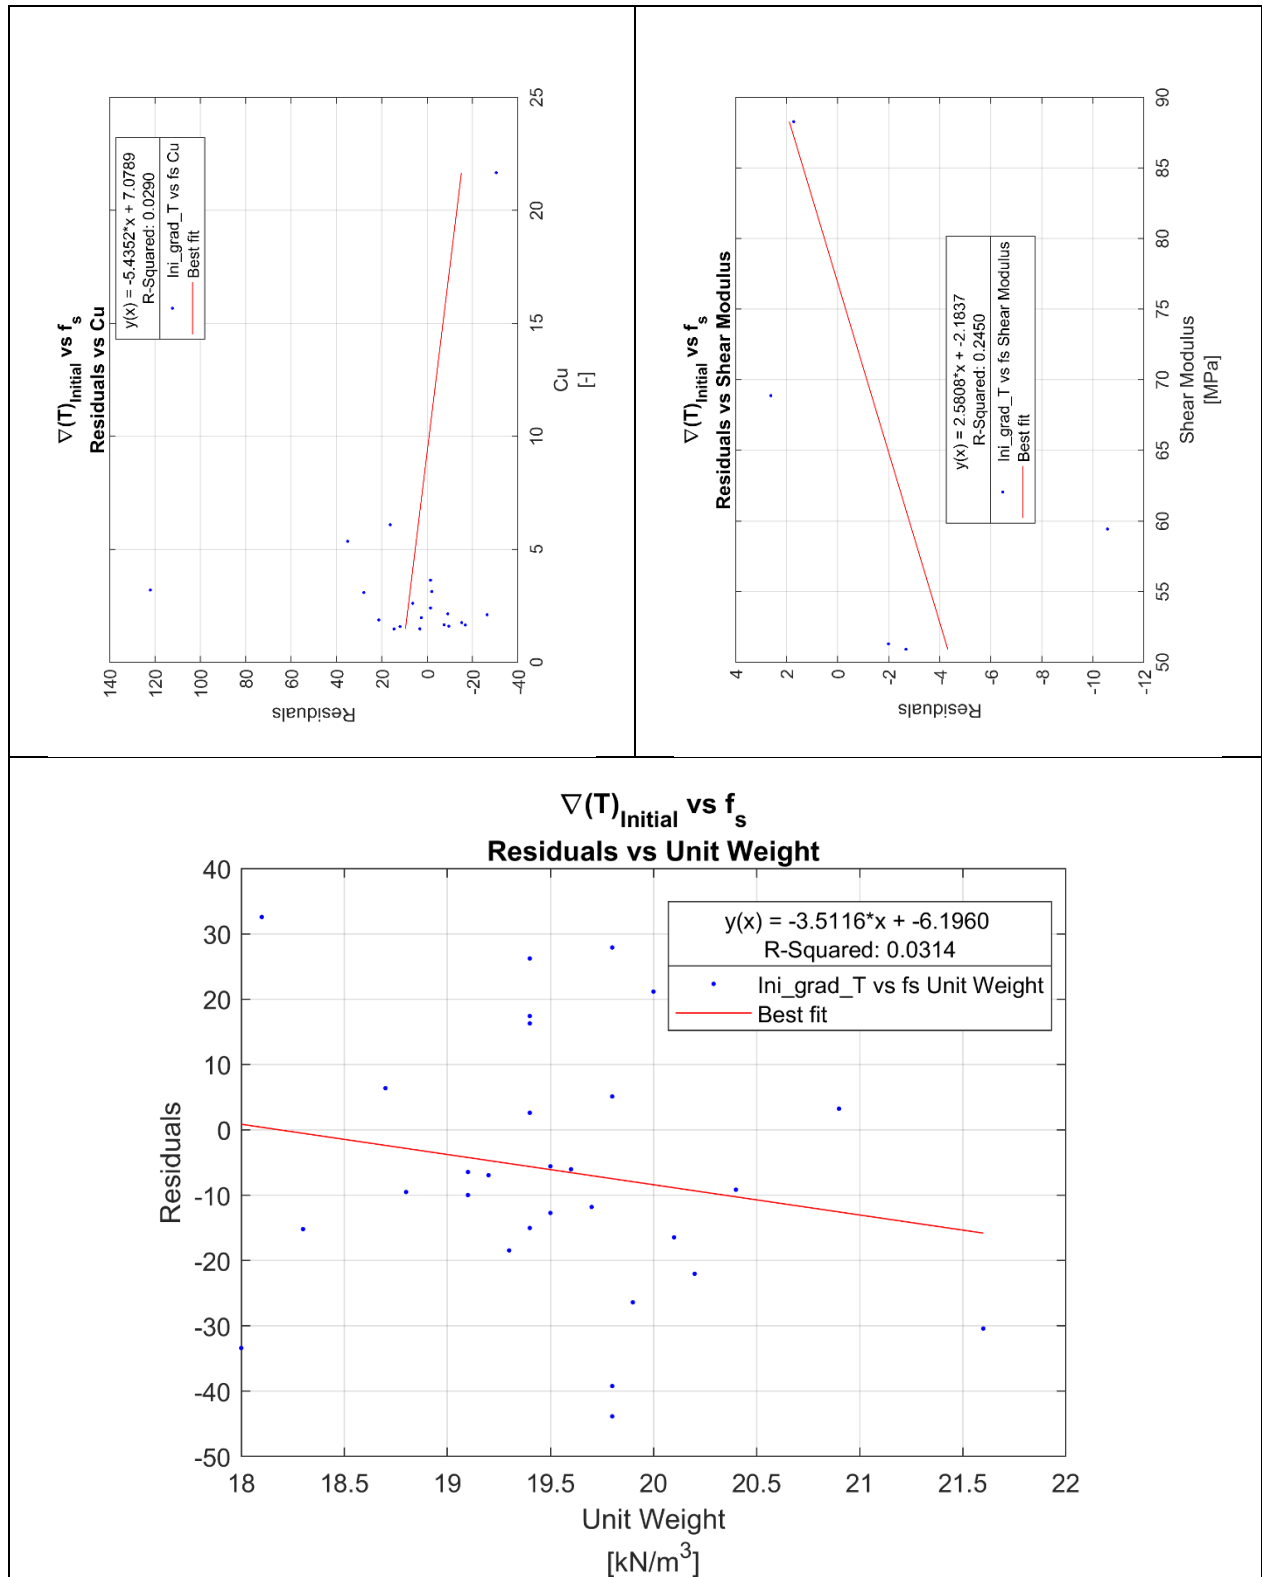 ∇(T)Initial vs fs
Residuals vs Cu
140
120
100
80
60
40
20
0
-20
-40
Residuals
y(x) = -5.4352*x + 7.0789
R-Squared: 0.0290
Ini_grad_T vs fs Cu
Best fit
0
5
10
15
20
25
Cu
[-]
∇(T)Initial vs fs
Residuals vs Shear Modulus
4
2
0
-2
-4
-6
-8
-10
-12
Residuals
y(x) = 2.5808*x + -2.1837
R-Squared: 0.2450
Ini_grad_T vs fs Shear Modulus
Best fit
50
55
60
65
70
75
80
85
90
Shear Modulus
[MPa]
∇(T)Initial vs fs
Residuals vs Unit Weight
40
30
20
10
0
-10
-20
-30
-40
-50
Residuals
y(x) = -3.5116*x + -6.1960
R-Squared: 0.0314
Ini_grad_T vs fs Unit Weight
Best fit
18 18.5 19 19.5 20 20.5 21 21.5 22
Unit Weight
[kN/m³]